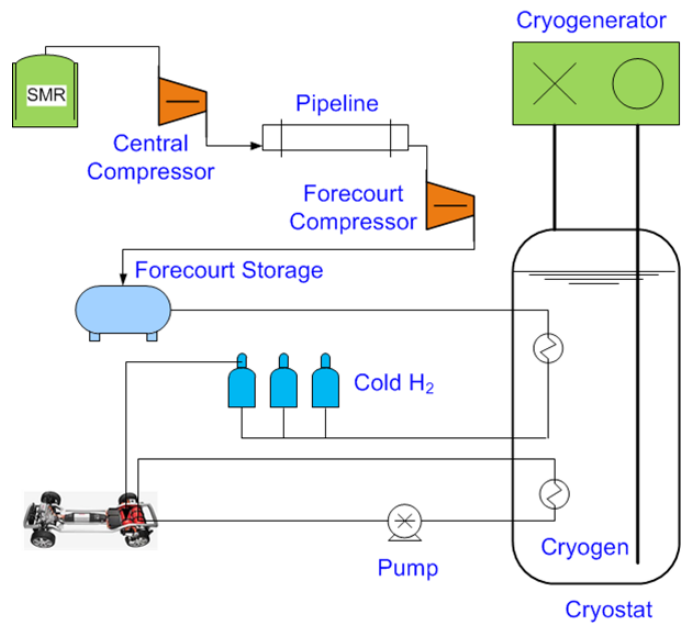 Cryogenerator
SMR
Pipeline
Central
Compressor
Forecourt
Compressor
Forecourt Storage
Cold H₂
Cryogen
Pump
Cryostat